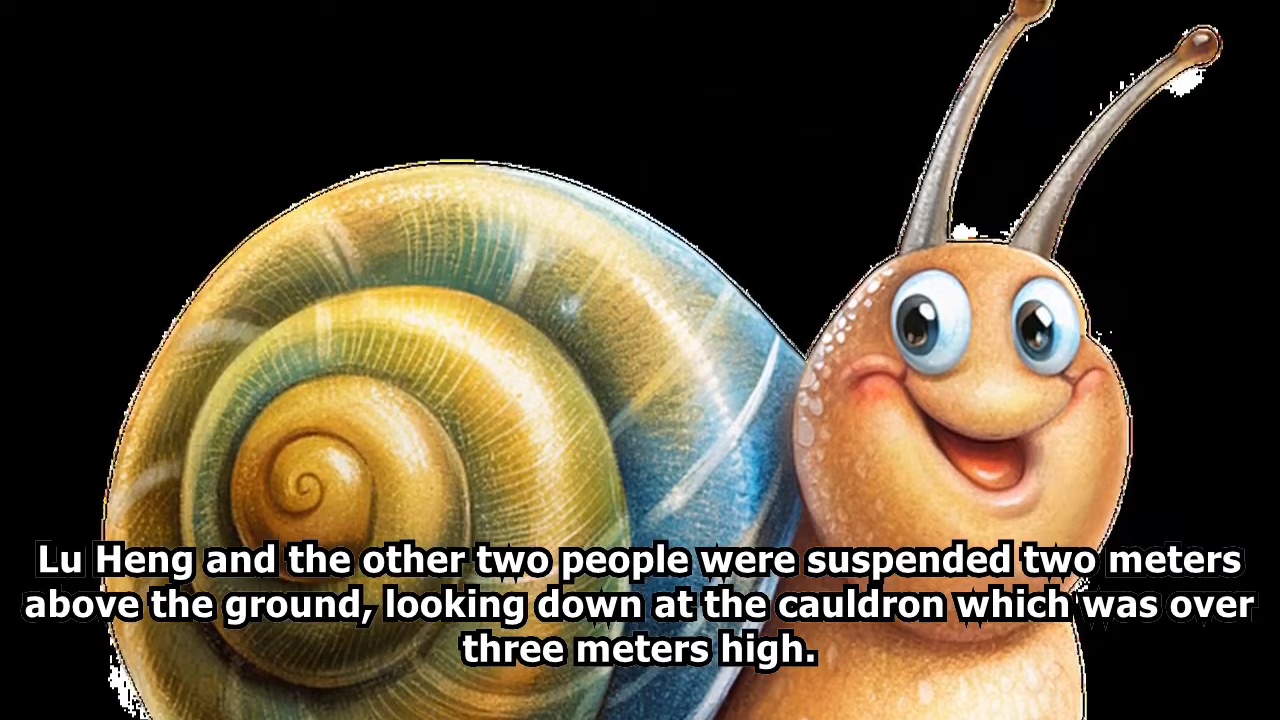 Lu Heng and the other two people were suspended two meters
above the ground, looking down at the cauldron which was over
three meters high.